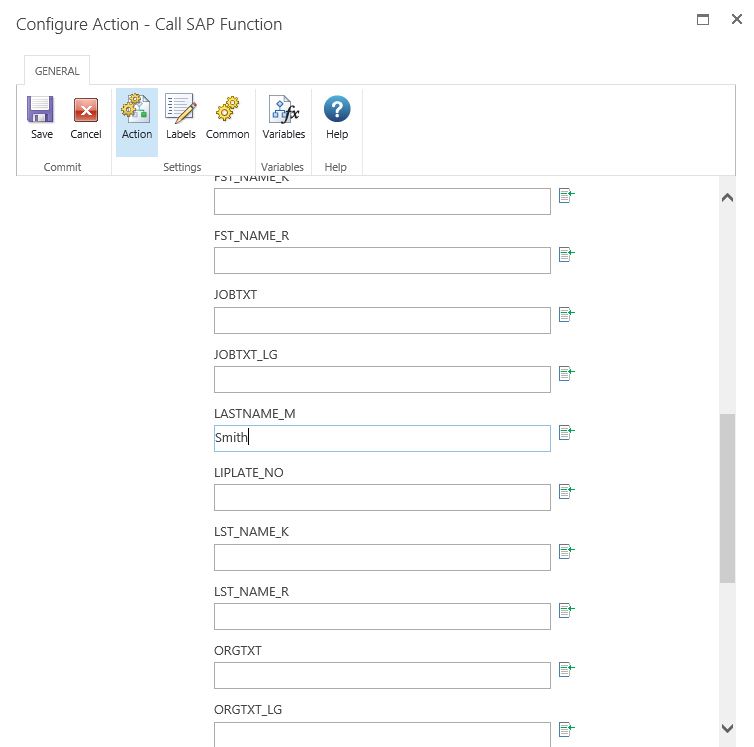 Configure Action - Call SAP Function
GENERAL
Save
Cancel
Action
Labels
Common
Variables
Help
Commit
Settings
Variables
Help
FST_NAME_K
FST_NAME_R
JOBTXT
JOBTXT_LG
LASTNAME_M
Smith
LIPLATE_NO
LST_NAME_K
LST_NAME_R
ORGTXT
ORGTXT_LG